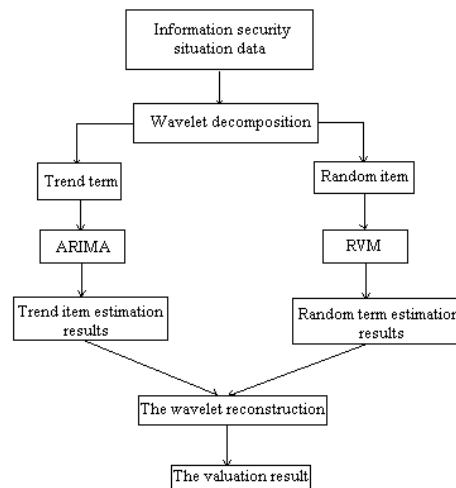 Information security
situation data
Wavelet decomposition
Trend term
Random item
ARIMA
RVM
Trend item estimation
results
Random term estimation
results
The wavelet reconstruction
The valuation result